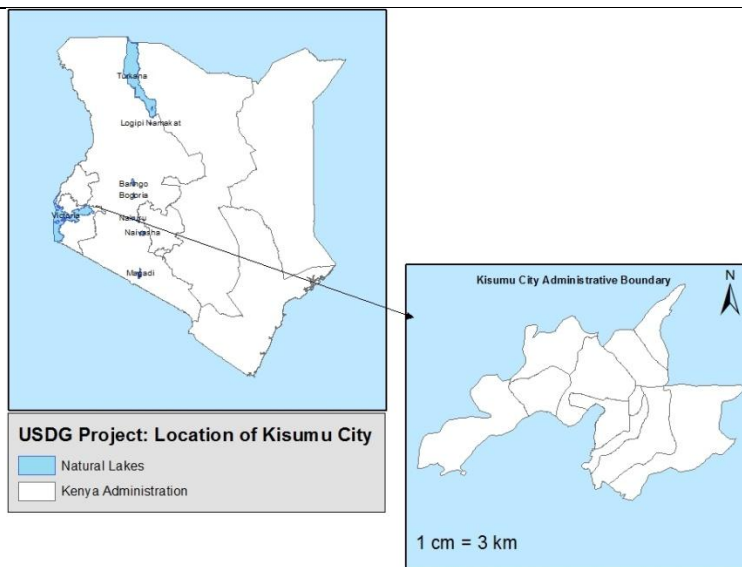 Turkana
Logipi Namakat
Baringo
Bogoria
Victoria
Nakuru
Naivasha
Magadi
USDG Project: Location of Kisumu City
Natural Lakes
Kenya Administration
Kisumu City Administrative Boundary
N
1 cm = 3 km